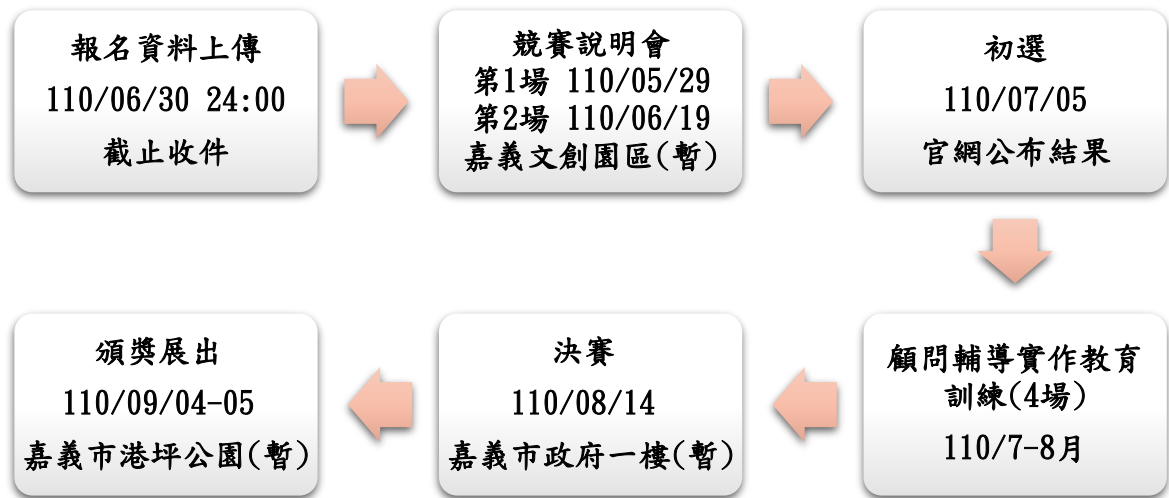 報名資料上傳
110/06/30 24:00
截止收件
競賽說明會
第1場 110/05/29
第2場 110/06/19
嘉義文創園區(暫)
初選
110/07/05
官網公布結果
顧問輔導實作教育
訓練(4場)
110/7-8月
決賽
110/08/14
嘉義市政府一樓(暫)
頒獎展出
110/09/04-05
嘉義市港坪公園(暫)